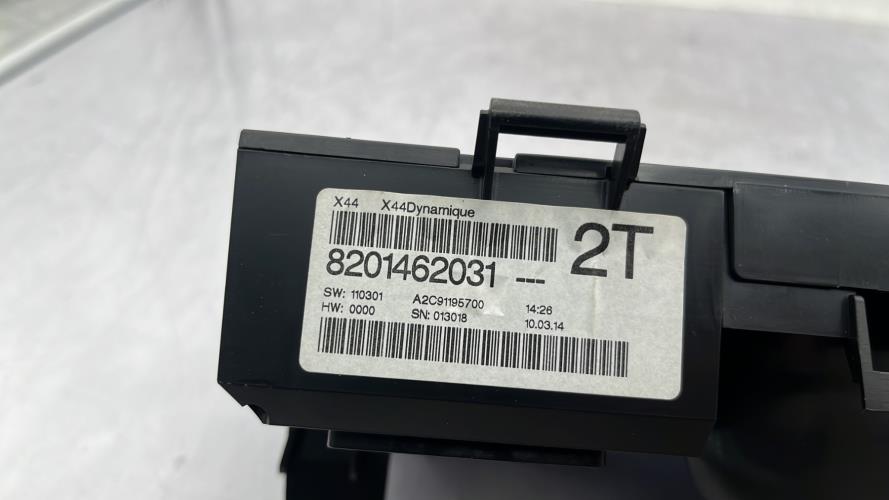 X44 X44Dynamique
2T
8201462031 ---
SW: 110301 A2C91195700 14:26
HW: 0000 SN: 013018 10.03.14